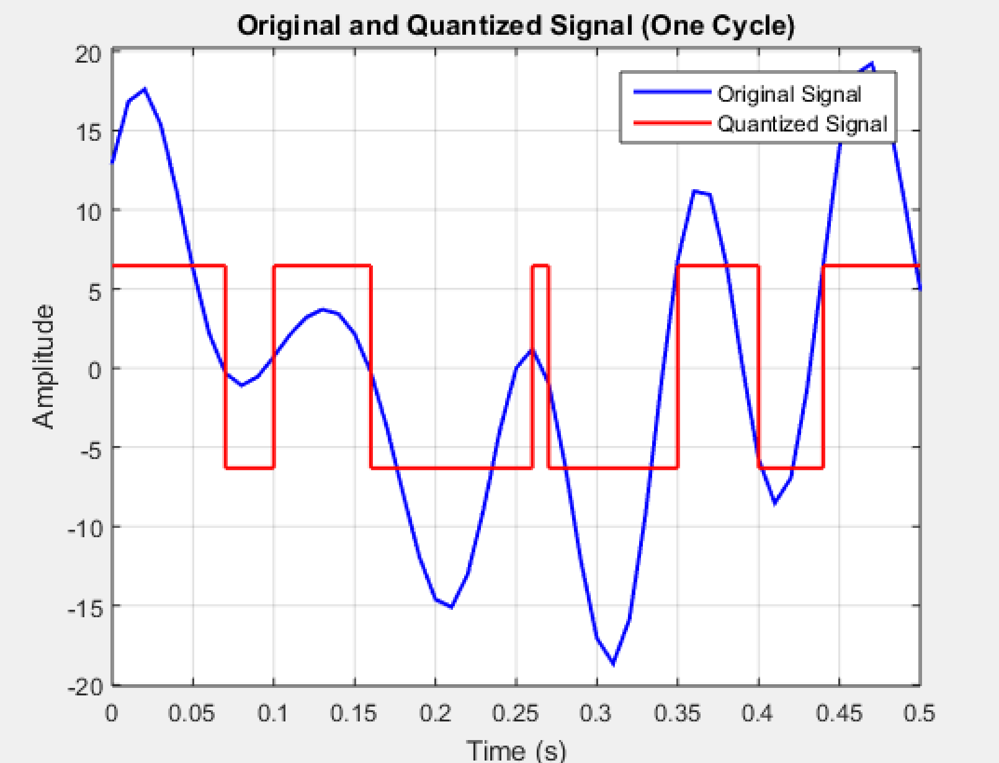 Original and Quantized Signal (One Cycle)
20
15
10
5
0
-5
-10
-15
-20
Amplitude
Original Signal
Quantized Signal
0 0.05 0.1 0.15 0.2 0.25 0.3 0.35 0.4 0.45 0.5
Time (s)